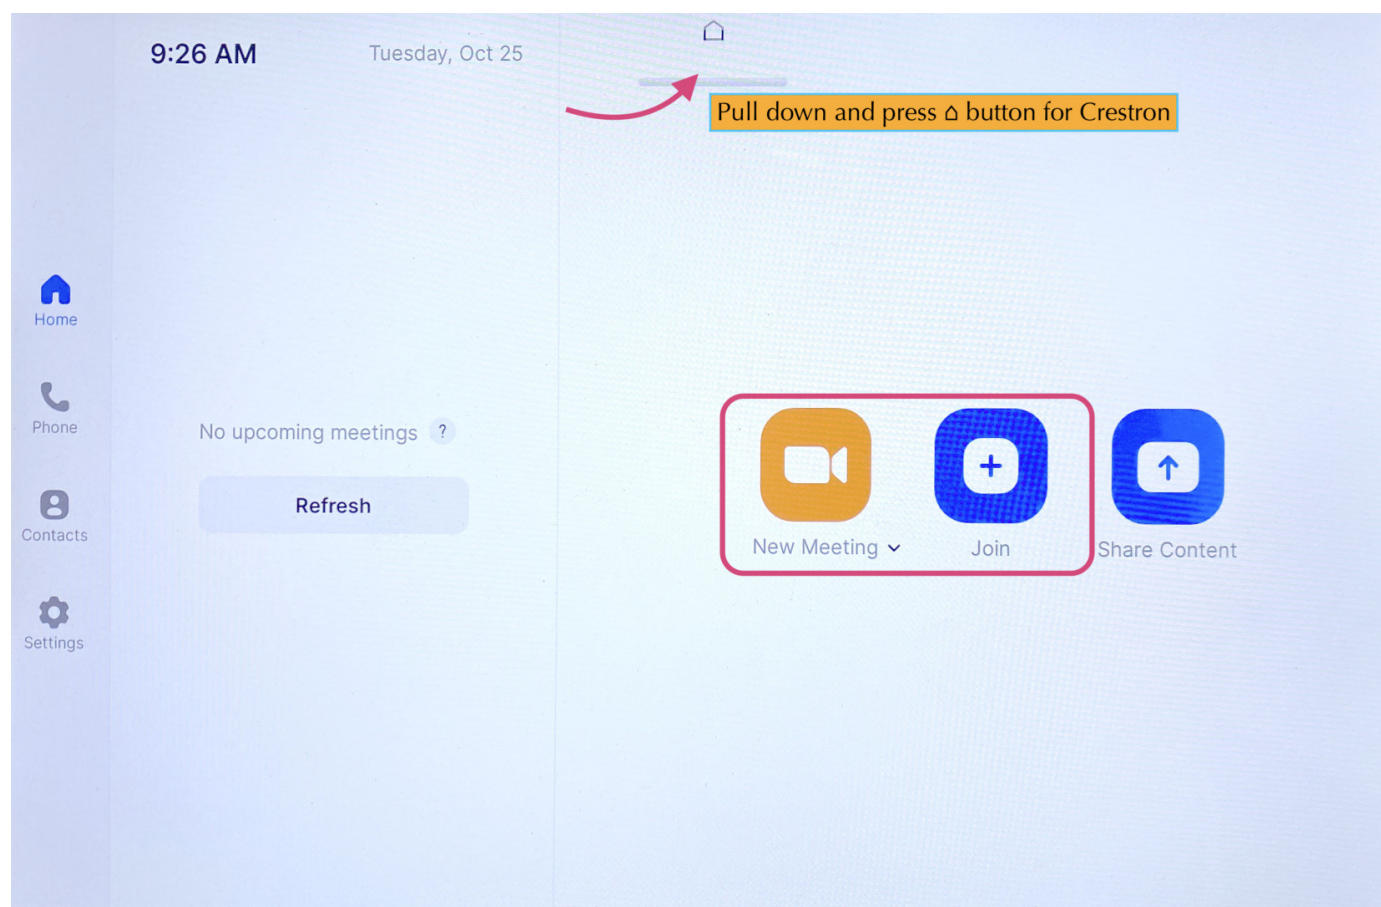 9:26 AM
Tuesday, Oct 25
Pull down and press ⌂ button for Crestron
Home
Phone
Contacts
Settings
No upcoming meetings ?
Refresh
New Meeting
Join
Share Content